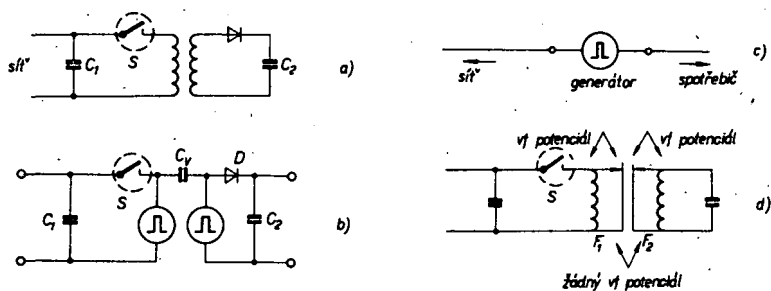 síť
C1
S
C2
a)
C1
S
CV
D
C2
b)
síť
generátor
spotřebič
c)
vf potenciál
vf potenciál
S
F1
F2
d)
žádný vf potenciál